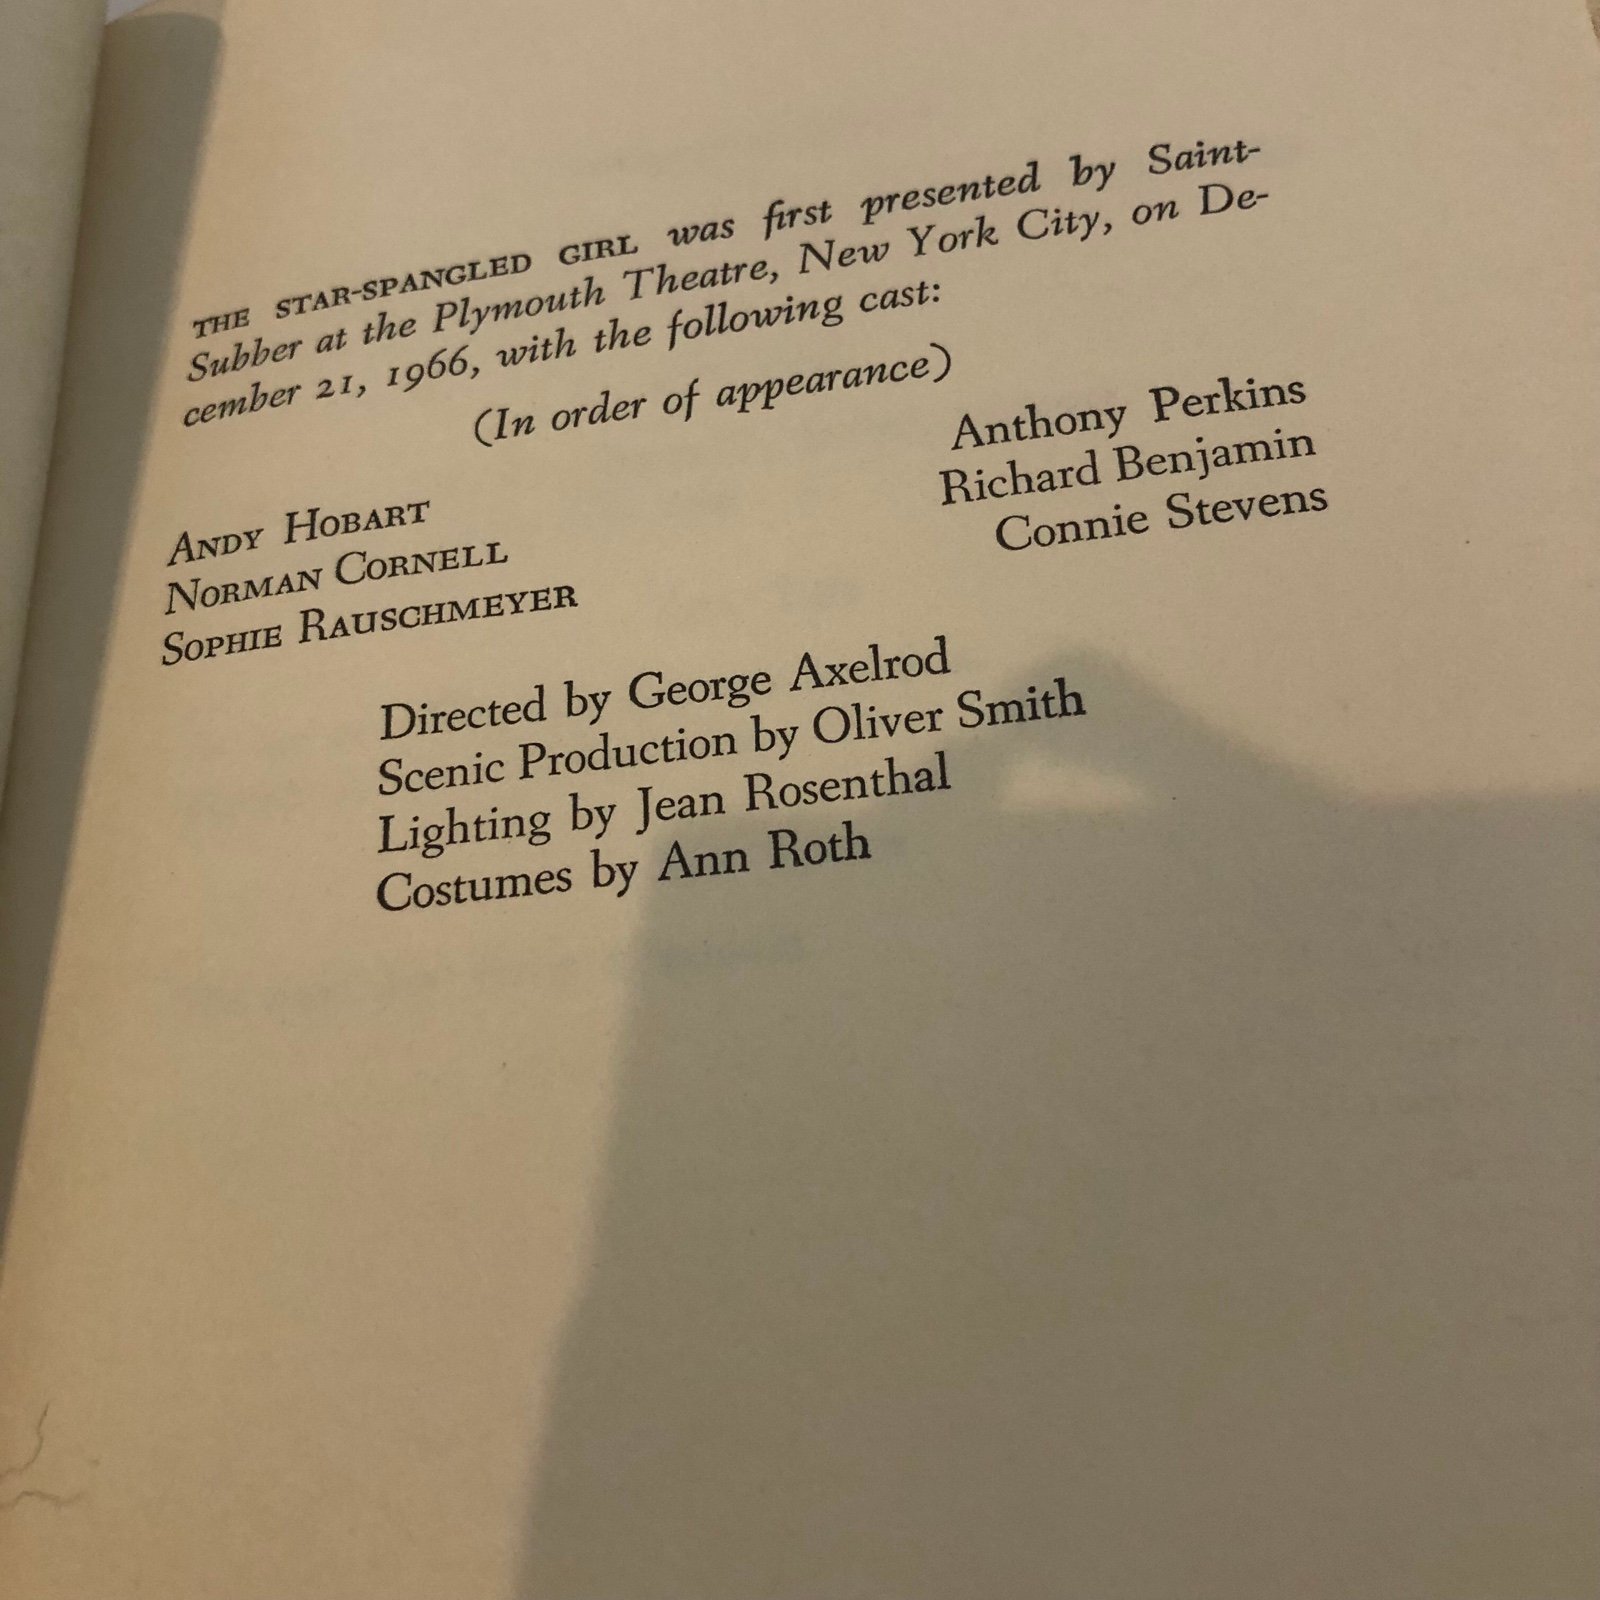 THE STAR-SPANGLED GIRL was first presented by Saint-
Subber at the Plymouth Theatre, New York City, on De-
cember 21, 1966, with the following cast:
(In order of appearance)
ANDY HOBART Anthony Perkins
NORMAN CORNELL Richard Benjamin
SOPHIE RAUSCHMEYER Connie Stevens
Directed by George Axelrod
Scenic Production by Oliver Smith
Lighting by Jean Rosenthal
Costumes by Ann Roth